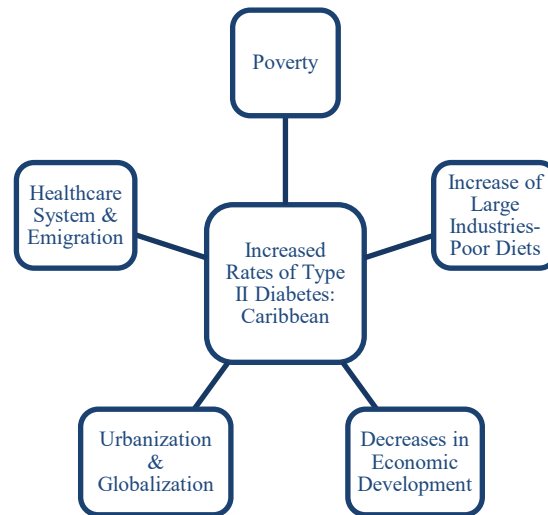 Poverty
Healthcare
System &
Emigration
Increase of
Large
Industries-
Poor Diets
Increased
Rates of Type
II Diabetes:
Caribbean
Urbanization
&
Globalization
Decreases in
Economic
Development